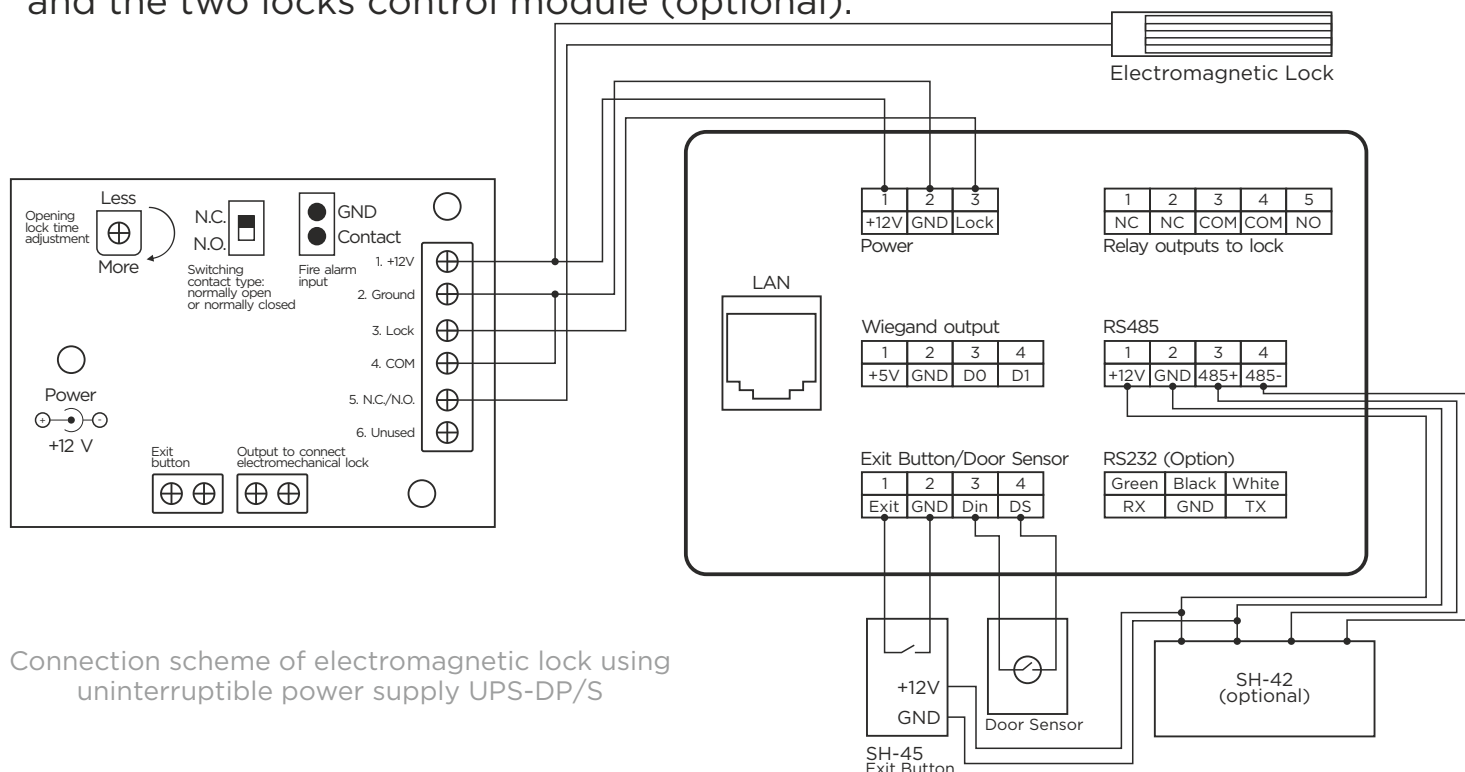 and the two locks control module (optional).
Electromagnetic Lock
Less
Opening
lock time
adjustment
More
N.C.
N.O.
Switching
contact type:
normally open
or normally closed
GND
Contact
Fire alarm
input
1. +12V
2. Ground
3. Lock
4. COM
5. N.C./N.O.
6. Unused
Power
+ -
+12 V
Exit
button
Output to connect
electromechanical lock
1 2 3
+12V GND Lock
Power
1 2 3 4 5
NC NC COM COM NO
Relay outputs to lock
LAN
Wiegand output
1 2 3 4
+5V GND D0 D1
RS485
1 2 3 4
+12V GND 485+ 485-
Exit Button/Door Sensor
1 2 3 4
Exit GND Din DS
RS232 (Option)
Green Black White
RX GND TX
+12V
GND
SH-45
Exit Button
Door Sensor
SH-42
(optional)
Connection scheme of electromagnetic lock using
uninterruptible power supply UPS-DP/S